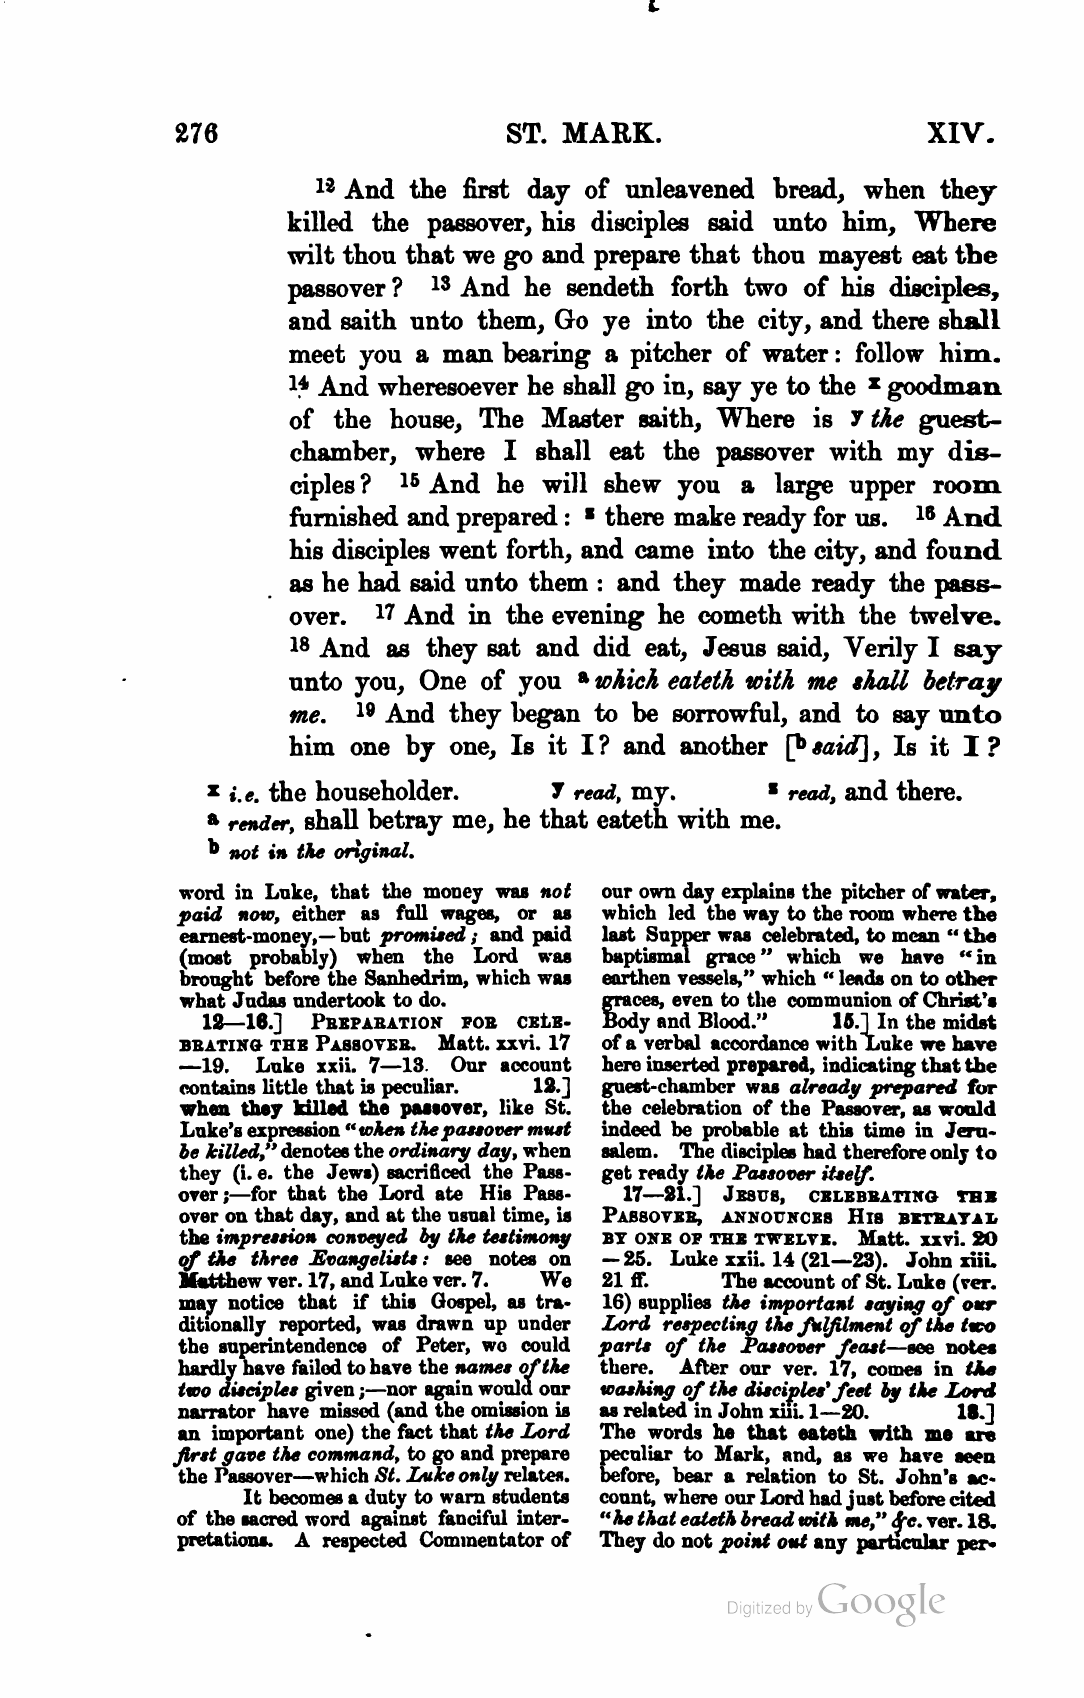 276 ST. MARK. XIV.
12 And the first day of unleavened bread, when they
killed the passover, his disciples said unto him, Where
wilt thou that we go and prepare that thou mayest eat the
passover? 13 And he sendeth forth two of his disciples,
and saith unto them, Go ye into the city, and there shall
meet you a man bearing a pitcher of water: follow him.
14 And wheresoever he shall go in, say ye to the x goodman
of the house, The Master saith, Where is y the guest-
chamber, where I shall eat the passover with my dis-
ciples? 15 And he will shew you a large upper room
furnished and prepared: z there make ready for us. 16 And
his disciples went forth, and came into the city, and found
as he had said unto them: and they made ready the pass-
over. 17 And in the evening he cometh with the twelve.
18 And as they sat and did eat, Jesus said, Verily I say
unto you, One of you a which eateth with me shall betray
me. 19 And they began to be sorrowful, and to say unto
him one by one, Is it I? and another [b said], Is it I?
x i.e. the householder. y read, my. z read, and there.
a render, shall betray me, he that eateth with me.
b not in the original.
word in Luke, that the money was not
paid now, either as full wages, or as
earnest-money,—but promised; and paid
(most probably) when the Lord was
brought before the Sanhedrim, which was
what Judas undertook to do.
12—16.] PREPARATION FOR CELE-
BRATING THE PASSOVER. Matt. xxvi. 17
—19. Luke xxii. 7—13. Our account
contains little that is peculiar. 12.]
when they killed the passover, like St.
Luke's expression "when the passover must
be killed," denotes the ordinary day, when
they (i. e. the Jews) sacrificed the Pass-
over;—for that the Lord ate His Pass-
over on that day, and at the usual time, is
the impression conveyed by the testimony
of the three Evangelists: see notes on
Matthew ver. 17, and Luke ver. 7. We
may notice that if this Gospel, as tra-
ditionally reported, was drawn up under
the superintendence of Peter, we could
hardly have failed to have the names of the
two disciples given;—nor again would our
narrator have missed (and the omission is
an important one) the fact that the Lord
first gave the command, to go and prepare
the Passover—which St. Luke only relates.
It becomes a duty to warn students
of the sacred word against fanciful inter-
pretations. A respected Commentator of
our own day explains the pitcher of water,
which led the way to the room where the
last Supper was celebrated, to mean "the
baptismal grace" which we have "in
earthen vessels," which "leads on to other
graces, even to the communion of Christ's
Body and Blood." 15.] In the midst
of a verbal accordance with Luke we have
here inserted prepared, indicating that the
guest-chamber was already prepared for
the celebration of the Passover, as would
indeed be probable at this time in Jeru-
salem. The disciples had therefore only to
get ready the Passover itself.
17—21.] JESUS, CELEBRATING THE
PASSOVER, ANNOUNCES HIS BETRAYAL
BY ONE OF THE TWELVE. Matt. xxvi. 20
—25. Luke xxii. 14 (21—23). John xiii.
21 ff. The account of St. Luke (ver.
16) supplies the important saying of our
Lord respecting the fulfilment of the two
parts of the Passover feast—see notes
there. After our ver. 17, comes in the
washing of the disciples' feet by the Lord
as related in John xiii. 1—20. 18.]
The words he that eateth with me are
peculiar to Mark, and, as we have seen
before, bear a relation to St. John's ac-
count, where our Lord had just before cited
"he that eateth bread with me," &c. ver. 18.
They do not point out any particular per-
Digitized by Google